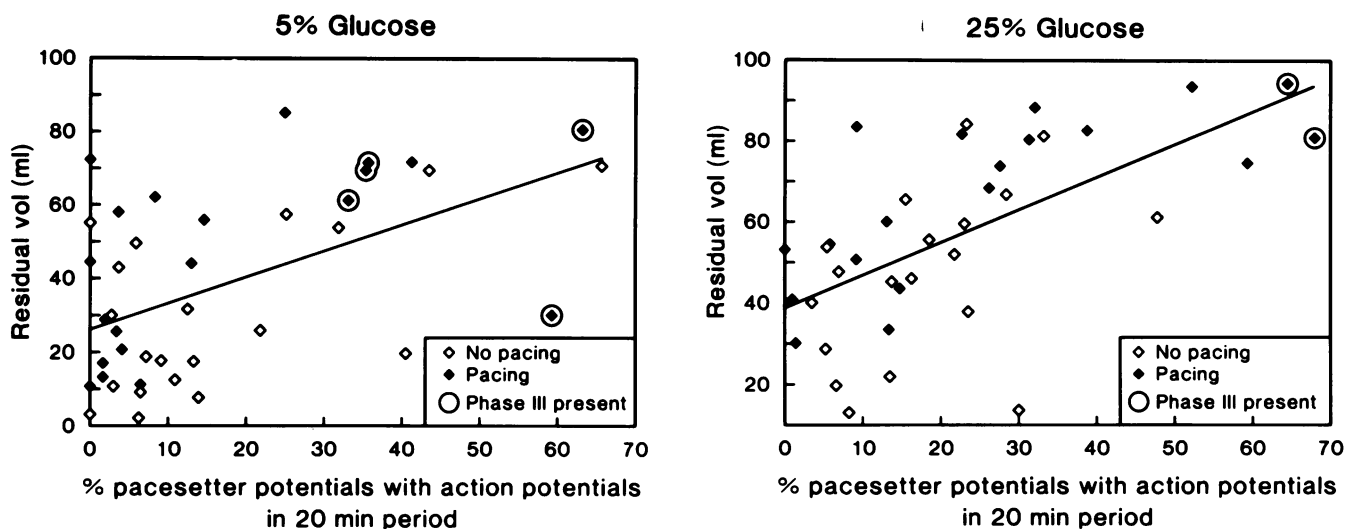 5% Glucose
100
80
60
40
20
0
Residual vol (ml)
No pacing
Pacing
Phase III present
0 10 20 30 40 50 60 70
% pacesetter potentials with action potentials
in 20 min period
25% Glucose
100
80
60
40
20
Residual vol (ml)
No pacing
Pacing
Phase III present
0 10 20 30 40 50 60 70
% pacesetter potentials with action potentials
in 20 min period